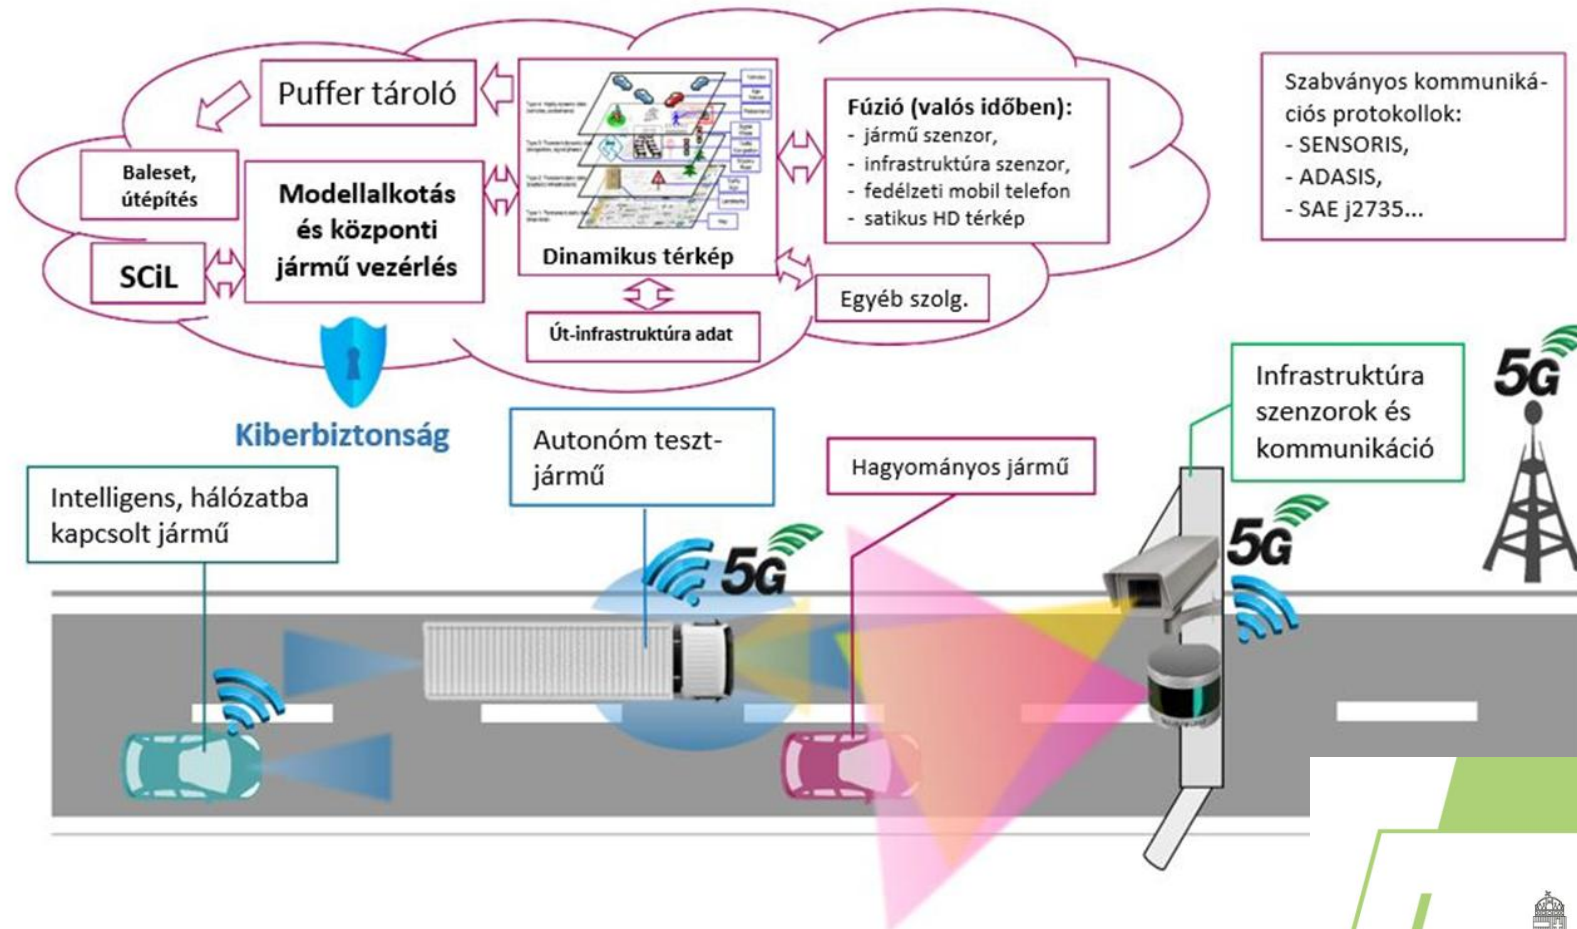 Puffer tároló
Baleset,
útépítés
SCiL
Modellalkotás
és központi
jármű vezérlés
Dinamikus térkép
Út-infrastruktúra adat
Fúzió (valós időben):
- jármű szenzor,
- infrastruktúra szenzor,
- fedélzeti mobil telefon
- satikus HD térkép
Egyéb szolg.
Szabványos kommuniká-
ciós protokollok:
- SENSORIS,
- ADASIS,
- SAE j2735...
Kiberbiztonság
Intelligens, hálózatba
kapcsolt jármű
Autonóm teszt-
jármű
Hagyományos jármű
Infrastruktúra
szenzorok és
kommunikáció
5G
5G
5G